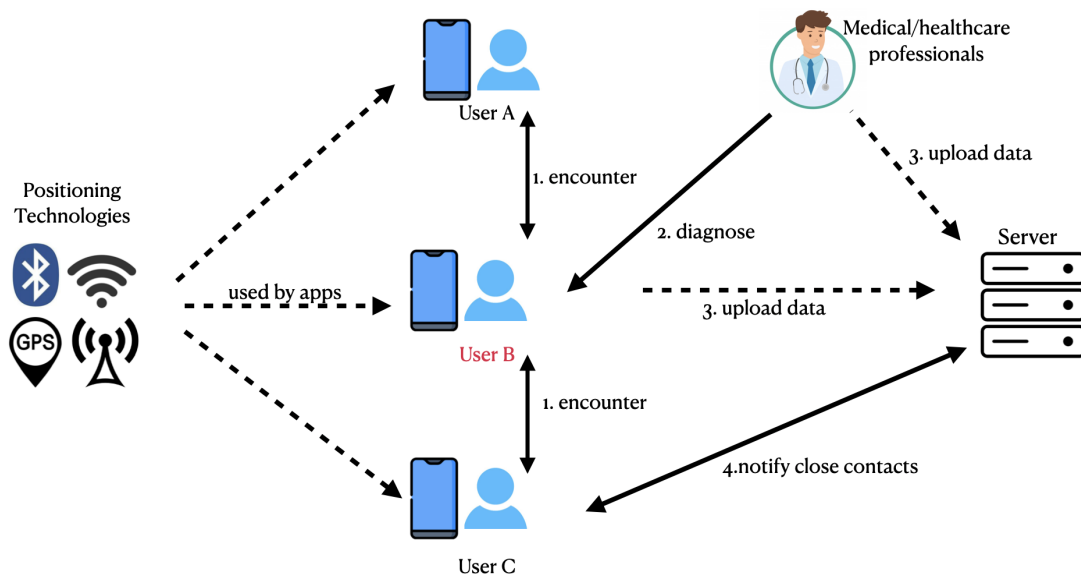 Medical/healthcare
professionals
User A
3. upload data
1. encounter
Positioning
Technologies
2. diagnose
Server
used by apps
3. upload data
GPS
User B
1. encounter
4.notify close contacts
User C